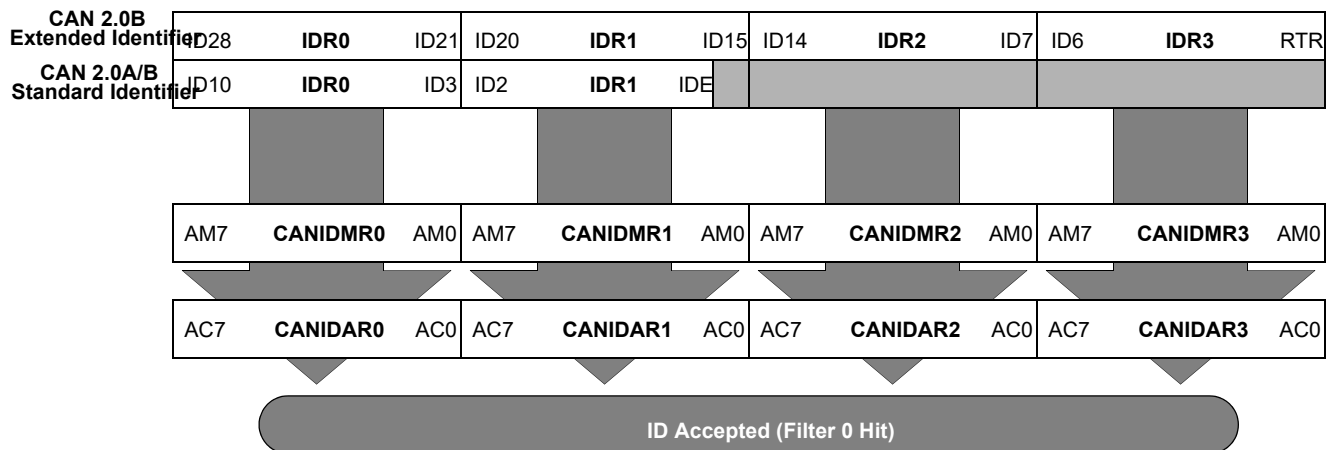 CAN 2.0B
Extended Identifier ID28 IDR0 ID21 ID20 IDR1 ID15 ID14 IDR2 ID7 ID6 IDR3 RTR
CAN 2.0A/B
Standard Identifier ID10 IDR0 ID3 ID2 IDR1 IDE
AM7 CANIDMR0 AM0 AM7 CANIDMR1 AM0 AM7 CANIDMR2 AM0 AM7 CANIDMR3 AM0
AC7 CANIDAR0 AC0 AC7 CANIDAR1 AC0 AC7 CANIDAR2 AC0 AC7 CANIDAR3 AC0
ID Accepted (Filter 0 Hit)